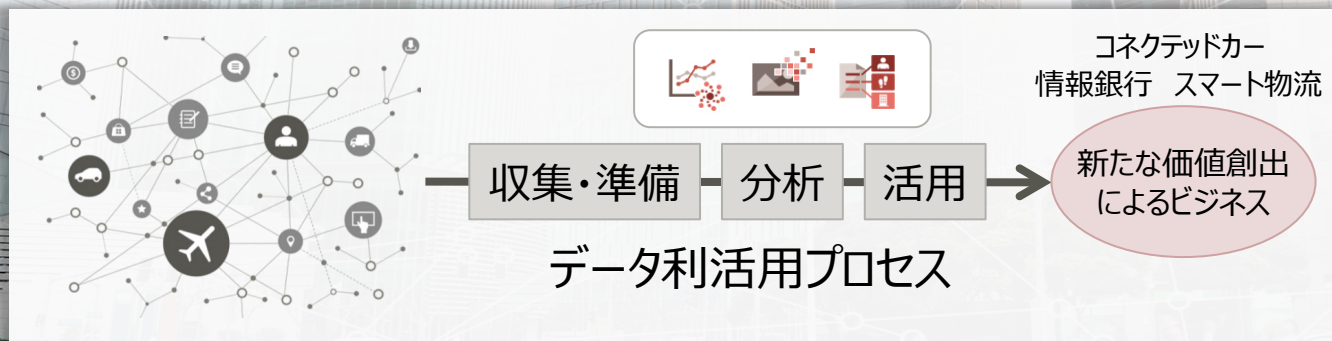 コネクテッドカー
情報銀行　スマート物流
収集・準備
分析
活用
新たな価値創出
によるビジネス
データ利活用プロセス